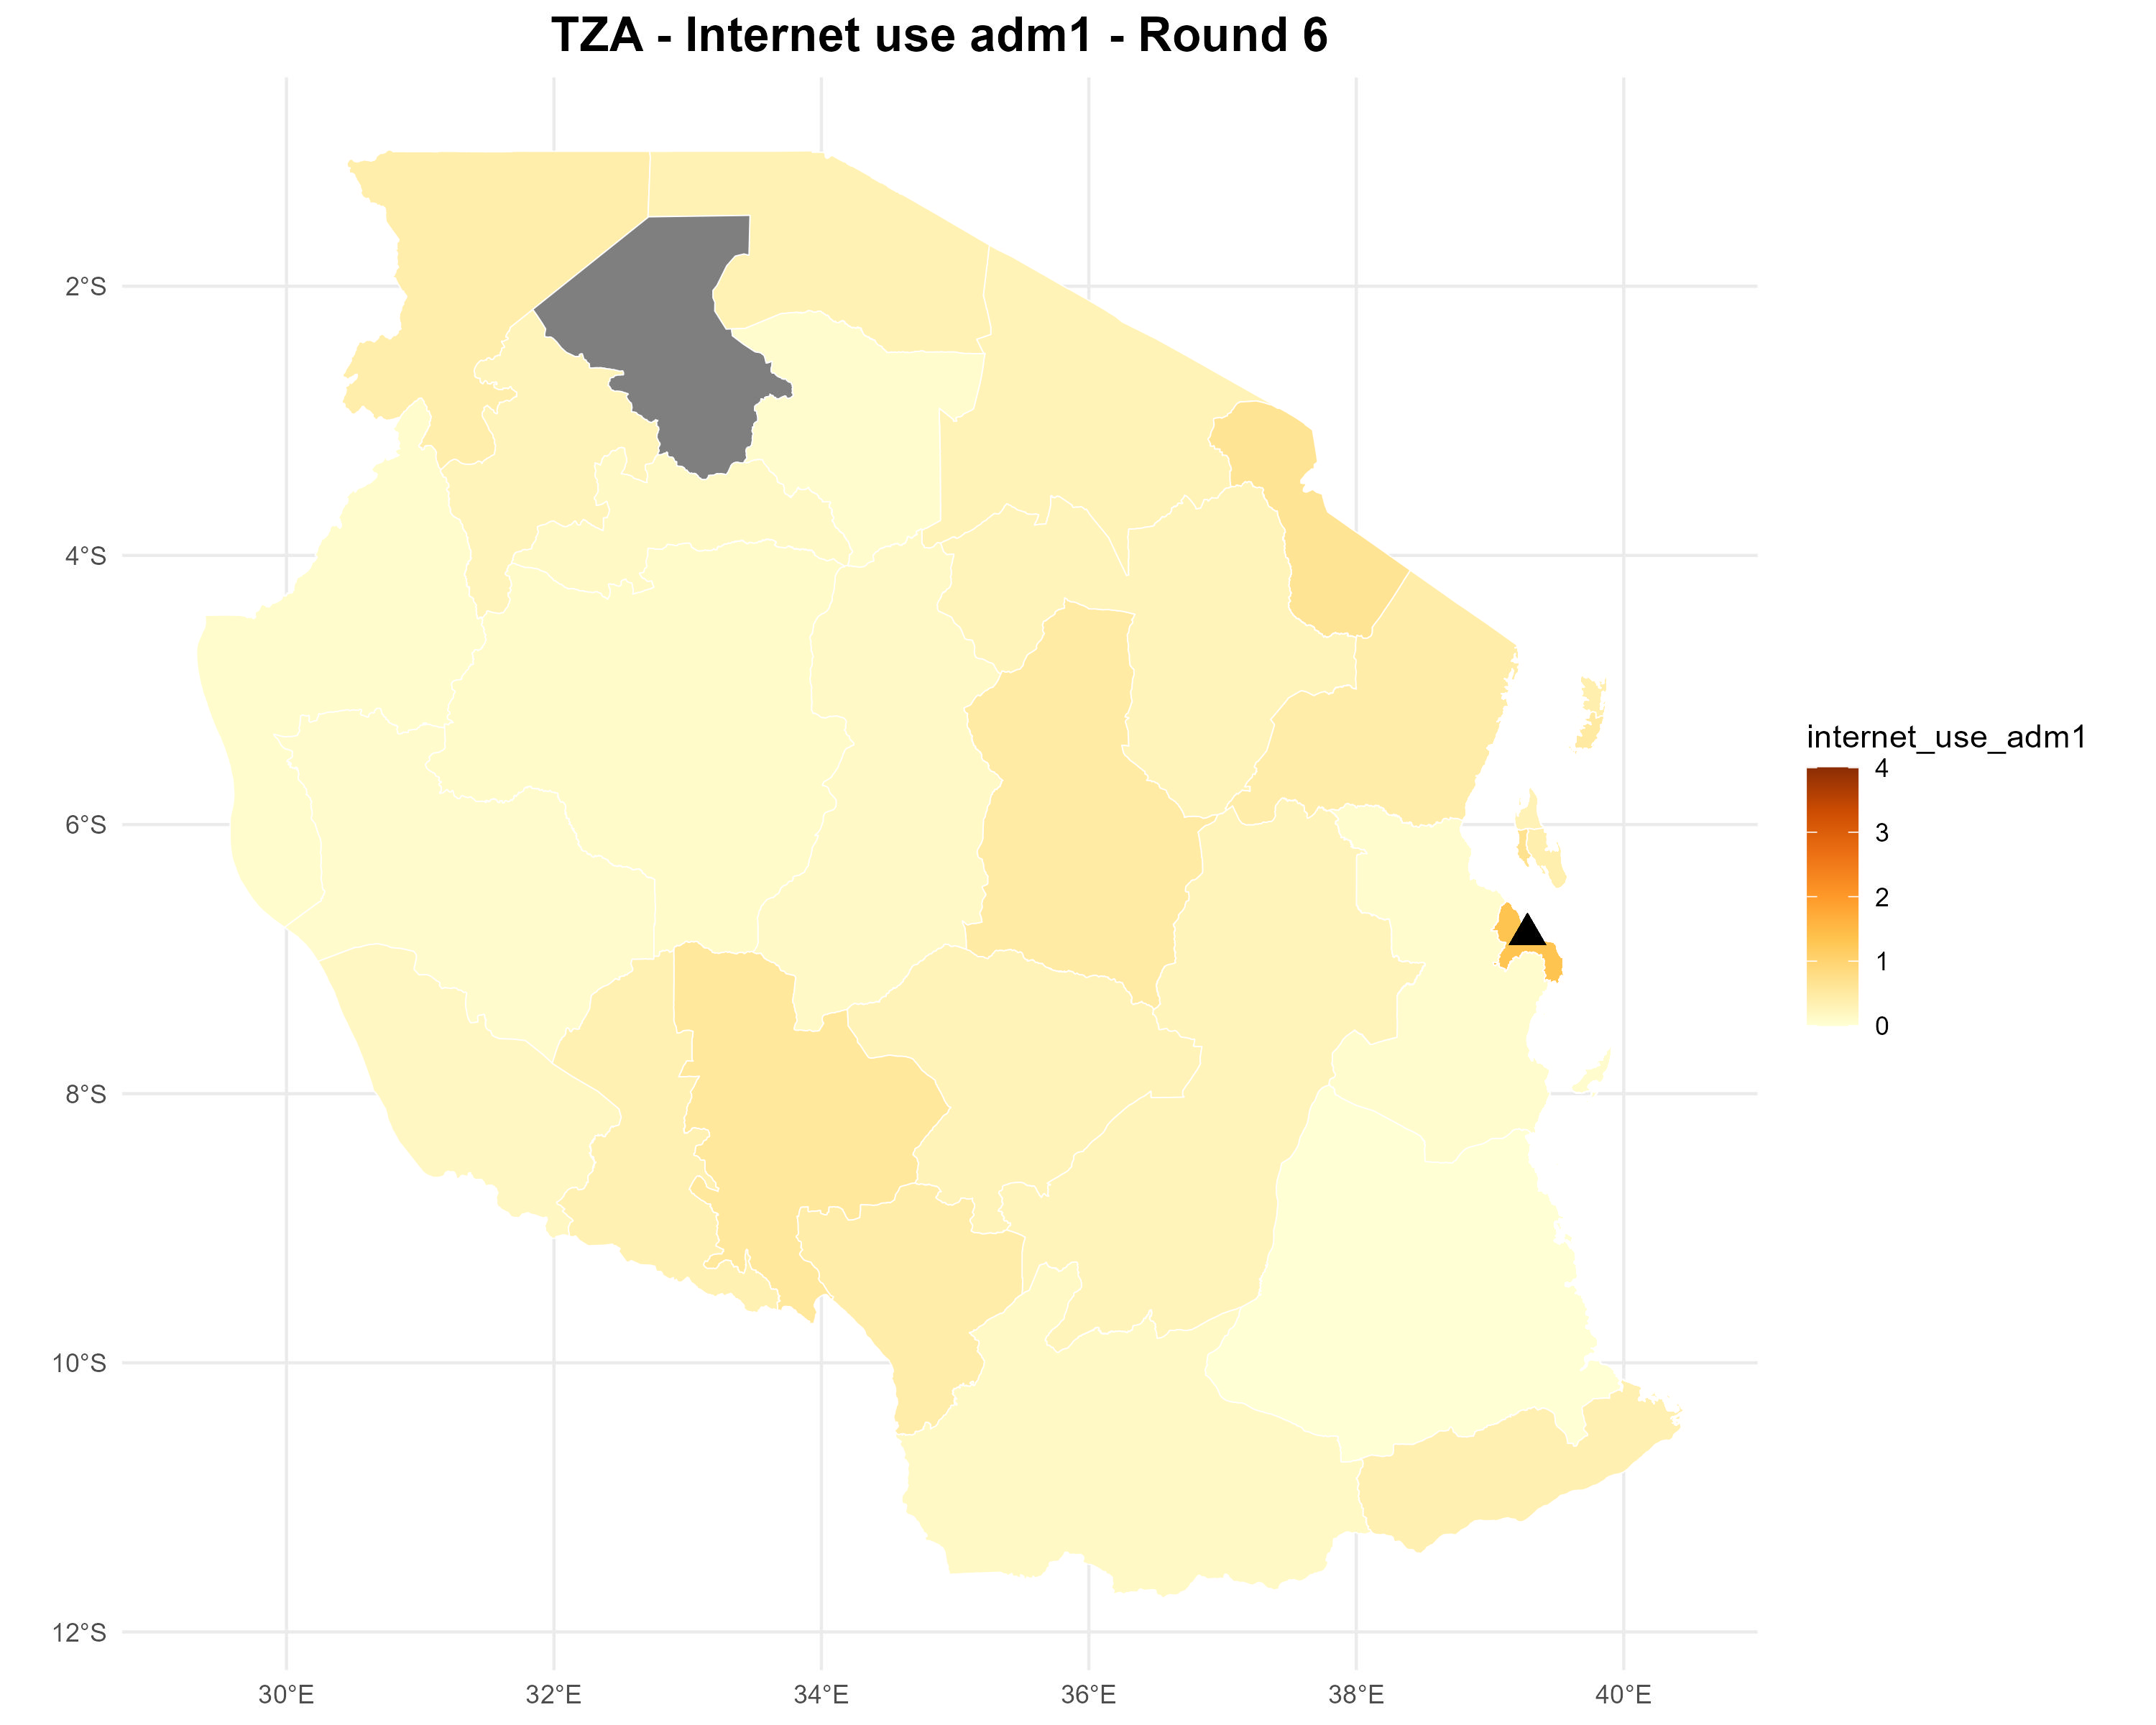 TZA - Internet use adm1 - Round 6
2°S
4°S
6°S
8°S
10°S
12°S
30°E 32°E 34°E 36°E 38°E 40°E
internet_use_adm1
4
3
2
1
0